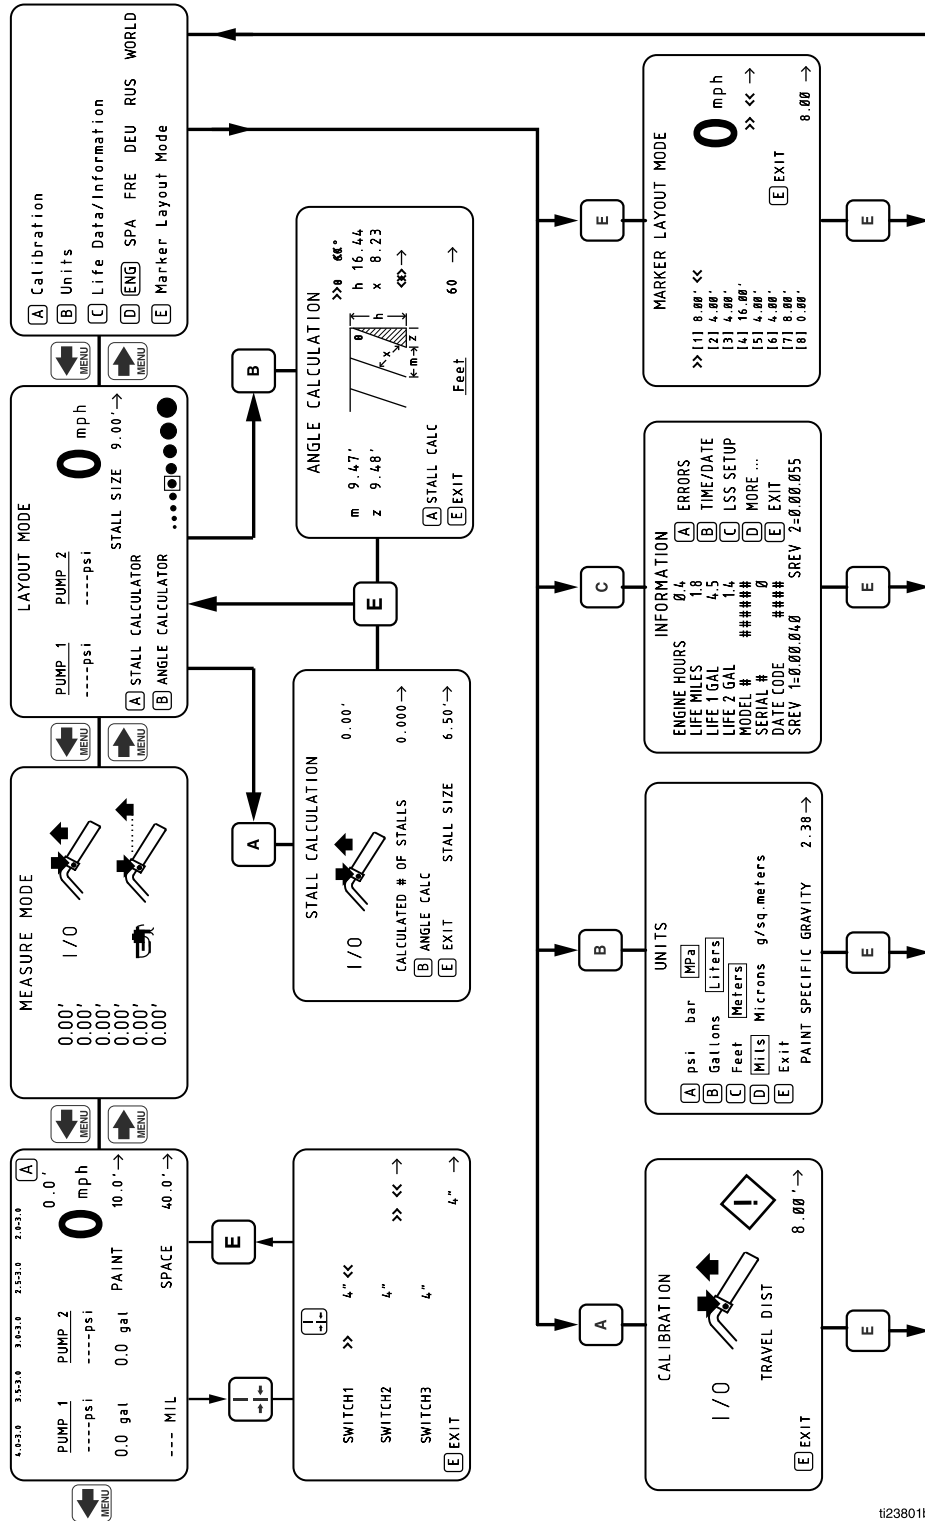 MENU
4.0-3.0 3.5-3.0 3.0-3.0 2.5-3.0 2.0-3.0
A
PUMP 1 PUMP 2 0.0'
----psi ----psi 0 mph
0.0 gal 0.0 gal PAINT 10.0'→
--- MIL SPACE 40.0'→
E
SWITCH1 >> 4" <<
SWITCH2 4" >> << →
SWITCH3 4"
E EXIT 4" →
MENU
MENU
MEASURE MODE
0.00' I/O
0.00'
0.00'
0.00'
0.00'
0.00'
MENU
MENU
LAYOUT MODE
PUMP 1 PUMP 2
----psi ----psi 0 mph
STALL SIZE 9.00'→
A STALL CALCULATOR
B ANGLE CALCULATOR
MENU
MENU
A Calibration
B Units
C Life Data/Information
D ENG SPA FRE DEU RUS WORLD
E Marker Layout Mode
A
E
B
STALL CALCULATION
I/O 0.00'
CALCULATED # OF STALLS 0.000→
B ANGLE CALC
E EXIT STALL SIZE 6.50'→
ANGLE CALCULATION
m 9.47' h 16.44
z 9.48' x 8.23
θ h x m z
A STALL CALC
E EXIT Feet 60 →
A
B
C
E
CALIBRATION
I/O
!
TRAVEL DIST
E EXIT 8.00'→
E
UNITS
A psi bar MPa
B Gallons Liters
C Feet Meters
D Mils Microns g/sq.meters
E Exit
PAINT SPECIFIC GRAVITY 2.38→
E
INFORMATION
ENGINE HOURS 0.4 A ERRORS
LIFE MILES 1.8 B TIME/DATE
LIFE 1 GAL 4.5 C LSS SETUP
LIFE 2 GAL 1.4 D MORE ...
MODEL # ###### E EXIT
SERIAL # 0
DATE CODE ####
SREV 1=0.00.040 SREV 2=0.00.055
E
MARKER LAYOUT MODE
>> [1] 8.00' << 0 mph
[2] 4.00' >> << →
[3] 4.00'
[4] 16.00'
[5] 4.00' E EXIT
[6] 4.00'
[7] 8.00'
[8] 0.00' 8.00 →
E